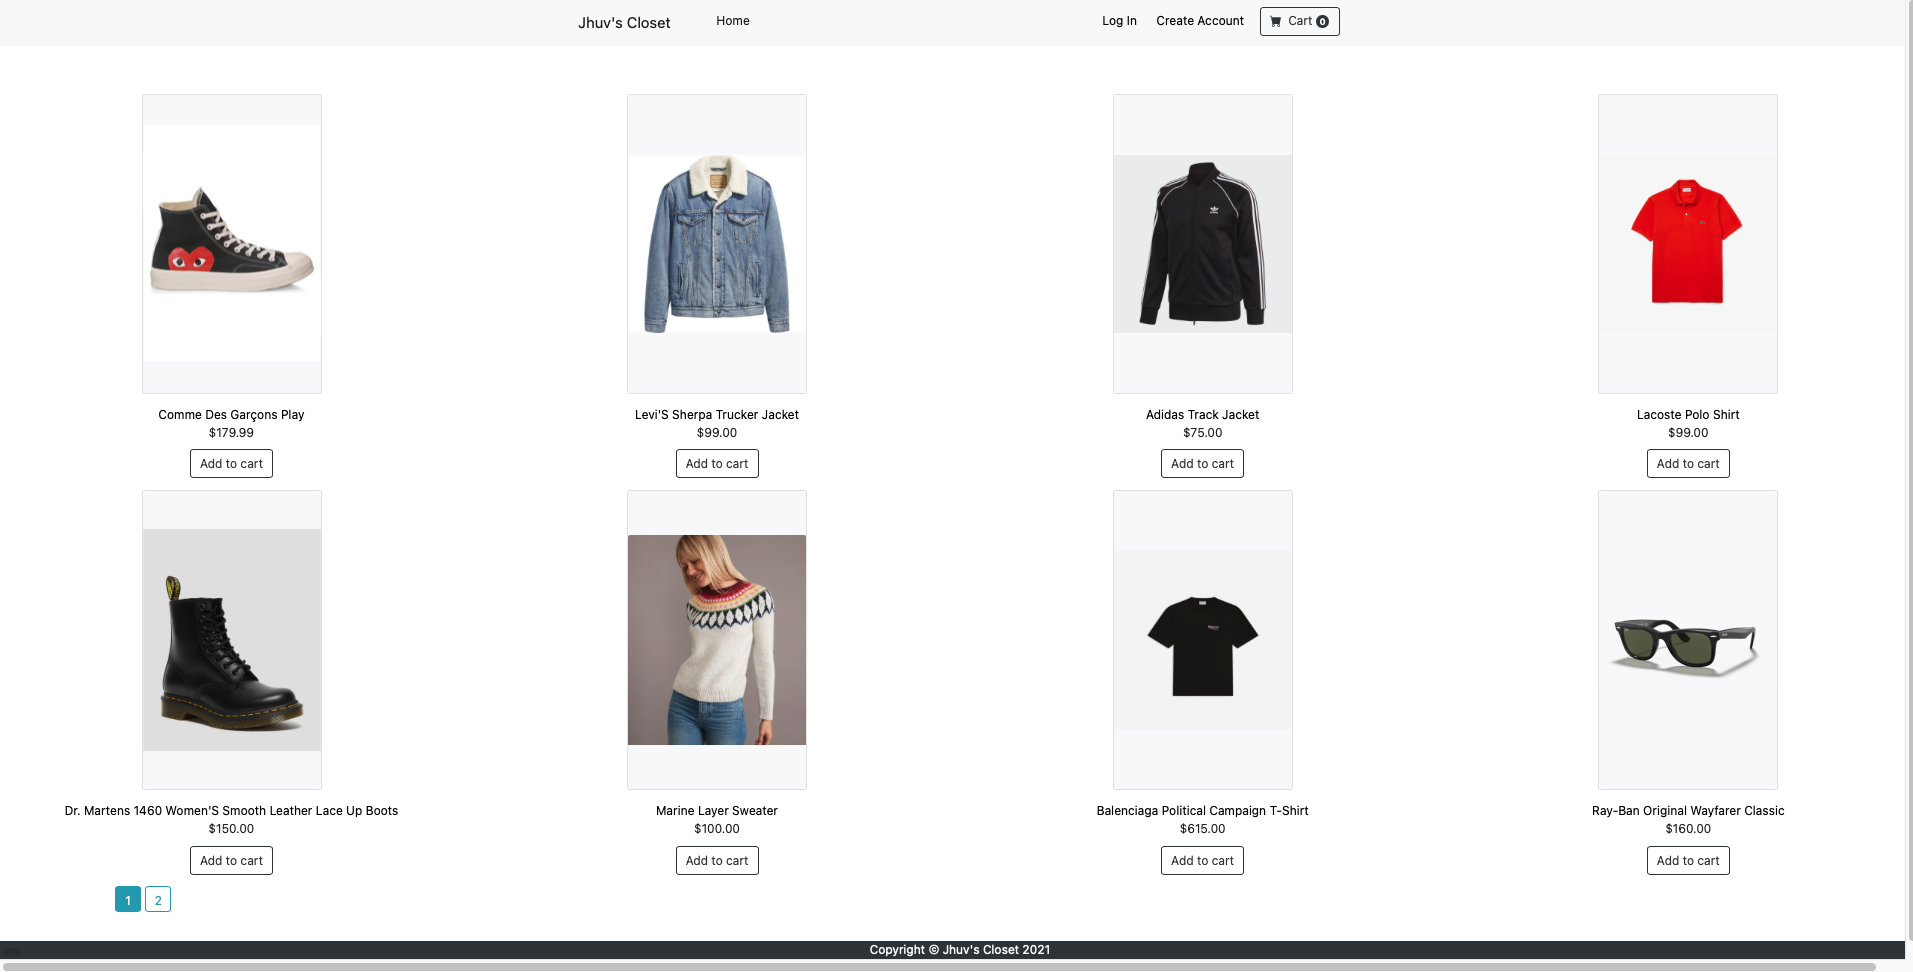 Jhuv's Closet Home Log In Create Account Cart 0
Comme Des Garçons Play
$179.99
Add to cart
Levi'S Sherpa Trucker Jacket
$99.00
Add to cart
Adidas Track Jacket
$75.00
Add to cart
Lacoste Polo Shirt
$99.00
Add to cart
Dr. Martens 1460 Women'S Smooth Leather Lace Up Boots
$150.00
Add to cart
Marine Layer Sweater
$100.00
Add to cart
Balenciaga Political Campaign T-Shirt
$615.00
Add to cart
Ray-Ban Original Wayfarer Classic
$160.00
Add to cart
1 2
Copyright © Jhuv's Closet 2021